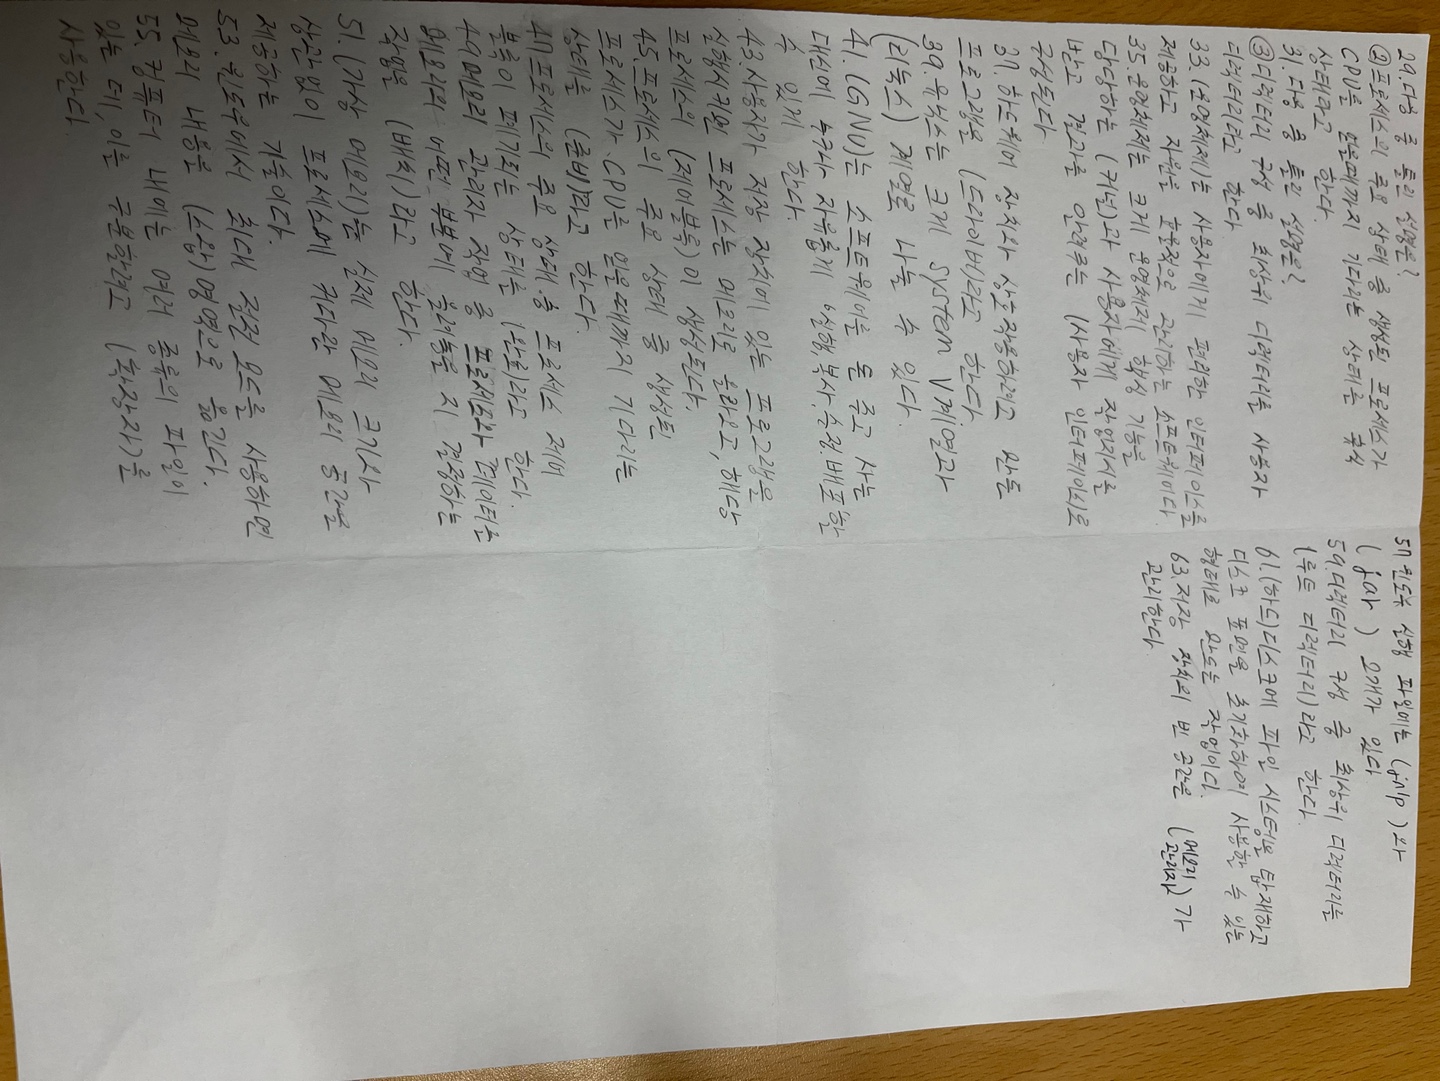 29.다음 중 틀린 설명은?
②프로세스의 주요 상태 중 생성된 프로세스가
CPU를 얻을때까지 기다리는 상태를 휴식
상태라고 한다.
31.다음 중 틀린 설명은?
③디렉터리 구성 중 최상위 디렉터리를 사용자
디렉터리라고 한다
33.(운영체제)는 사용자에게 편리한 인터페이스를
제공하고 자원을 효율적으로 관리하는 소프트웨이다
35.운영체제는 크게 운영체제 핵심 기능을
담당하는 (커널)과 사용자에게 작업지시를
받고 결과를 알려주는 (사용자 인터페이스)로
구성된다
37.하드웨어 장치와 상호작용하려고 만든
프로그램을 (드라이버)라고 한다.
39.유닉스는 크게 system V계열과
(리눅스) 계열로 나눌 수 있다.
41.(GNU)는 소프트웨어를 돈 주고 사는
대신에 누구나 자유롭게 '실행,복사,수정.배포'할
수 있게 한다.
43.사용자가 저장 장치에 있는 프로그램을
실행시키면 프로세스는 메모리로 올라오고,해당
프로세스의 (제어블록)이 생성된다.
45.프로세스의 주요 상태 중 생성된
프로세스가 CPU를 얻을때까지 기다리는
상태를 (준비)라고 한다.
47프로세스의 주요 상태 중 프로세스 제어
블록이 폐기되는 상태를 (완료)라고 한다.
49메모리 관리자 작업 중 프로세스와 데이터를
메모리의 어떤 부분에 올려놓을 지 결정하는
작업을 (배치)라고 한다.
51.(가상 메모리)는 실제 메모리 크기와
상관없이 프로세스에 커다란 메모리 공간을
제공하는 기술이다.
53.윈도우에서 최대 절전 모드를 사용하면
메모리 내용을 (스왑)영역으로 옮긴다.
55.컴퓨터 내에는 여러 종류의 파일이
있는 데,이를 구분할려고 (확장자)를
사용한다.
57윈도우 실행 파일에는 (jnlp)와
(jar) 2개가 있다
59.디렉터리 구성 중 최상위 디렉터리를
(루트 디렉터리)라고 한다.
61.(하드)디스크에 파일 시스템을 탑재하고
디스크 표면을 초기화하여 사용할 수 있는
형태로 만드는 작업이다.
63.저장 장치의 빈 공간은 (메모리 관리자)가
관리한다.